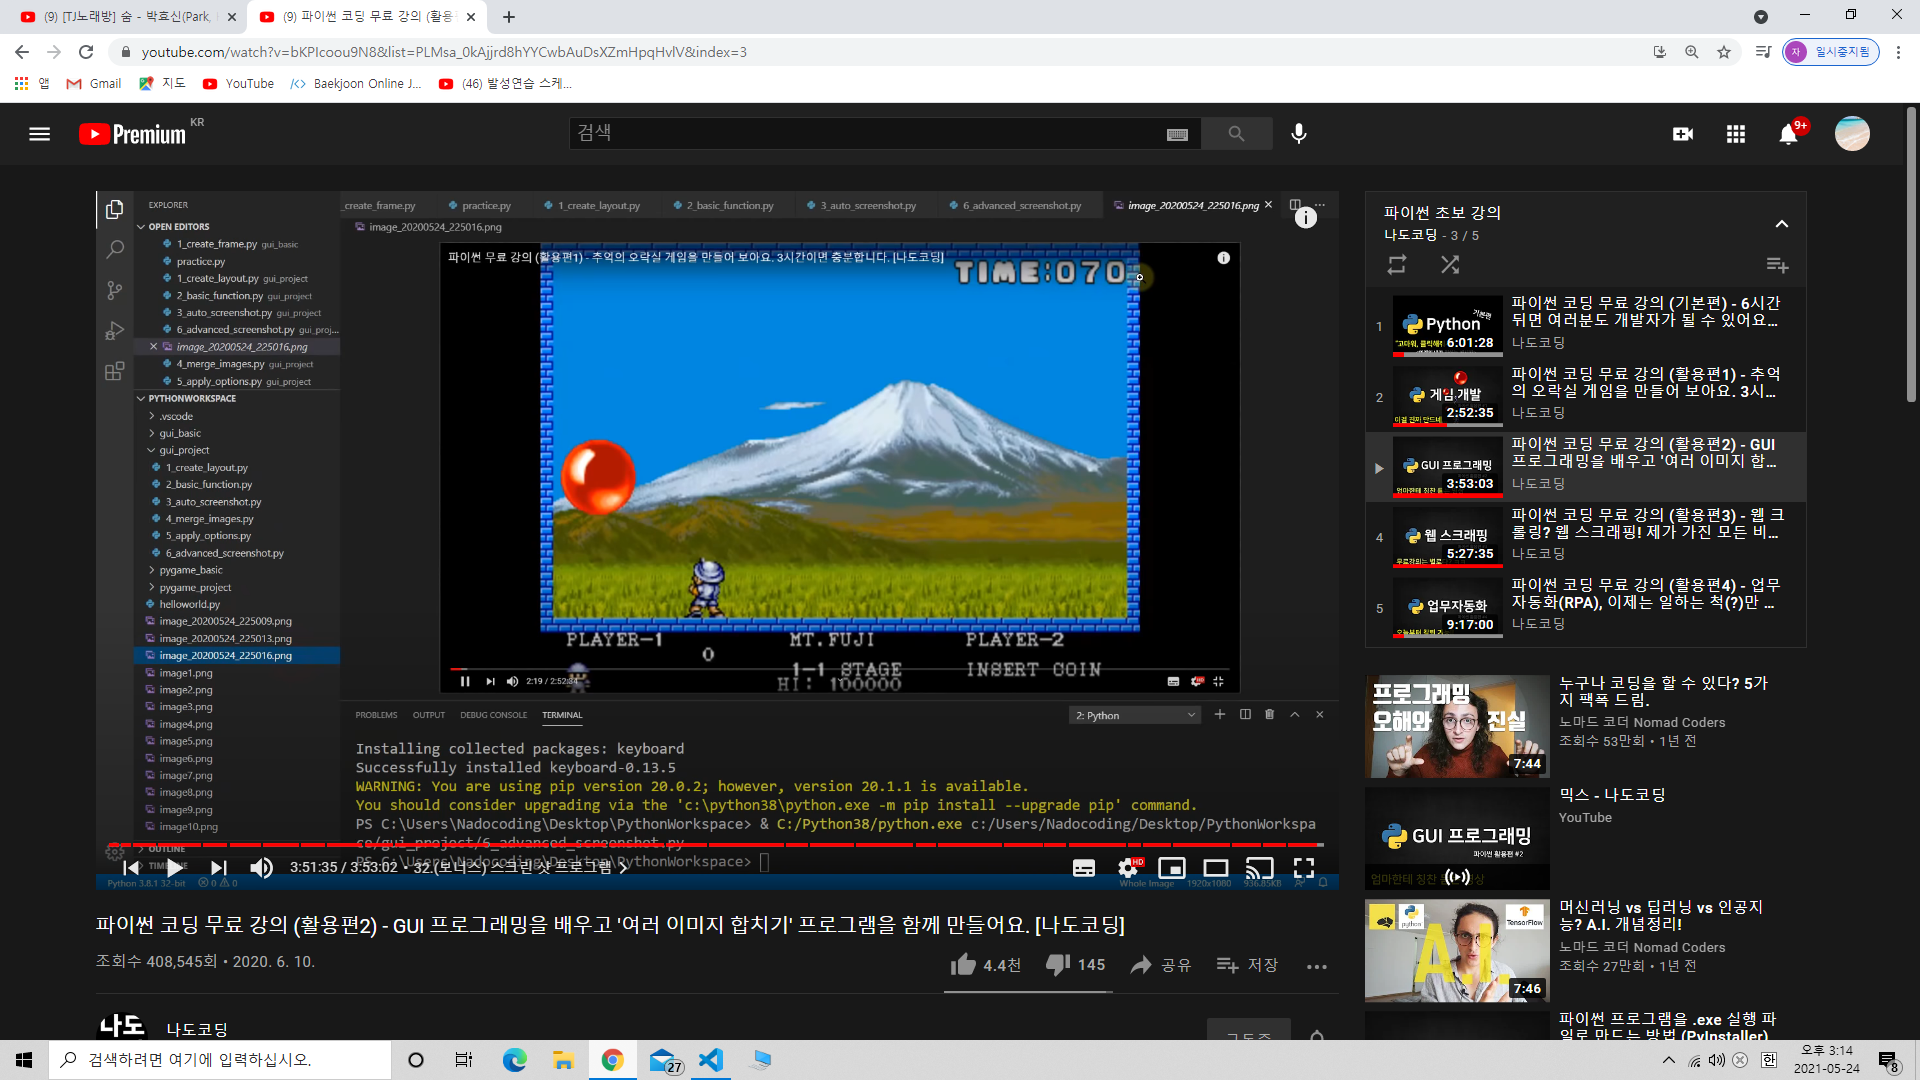 (9) [TJ노래방] 숨 - 박효신(Park,
(9) 파이썬 코딩 무료 강의 (활용
youtube.com/watch?v=bKPIcoou9N8&list=PLMsa_0kAjjrd8hYYCwbAuDsXZmHpqHvlV&index=3
자 일시중지됨
앱 Gmail 지도 YouTube Baekjoon Online J... (46) 발성연습 스케...
Premium KR
검색
9+
EXPLORER
OPEN EDITORS
1_create_frame.py gui_basic
practice.py
1_create_layout.py gui_project
2_basic_function.py gui_project
3_auto_screenshot.py gui_project
6_advanced_screenshot.py gui_proj...
image_20200524_225016.png
4_merge_images.py gui_project
5_apply_options.py gui_project
PYTHONWORKSPACE
.vscode
gui_basic
gui_project
1_create_layout.py
2_basic_function.py
3_auto_screenshot.py
4_merge_images.py
5_apply_options.py
6_advanced_screenshot.py
pygame_basic
pygame_project
helloworld.py
image_20200524_225009.png
image_20200524_225013.png
image_20200524_225016.png
image1.png
image2.png
image3.png
image4.png
image5.png
image6.png
image7.png
image8.png
image9.png
image10.png
OUTLINE
_create_frame.py practice.py 1_create_layout.py 2_basic_function.py 3_auto_screenshot.py 6_advanced_screenshot.py image_20200524_225016.png
image_20200524_225016.png
파이썬 무료 강의 (활용편1) - 추억의 오락실 게임을 만들어 보아요. 3시간이면 충분합니다. [나도코딩]
TIME:070
PLAYER-1 MT.FUJI PLAYER-2
0
1-1 STAGE INSERT COIN
HI: 100000
2:19 / 2:52:34
PROBLEMS OUTPUT DEBUG CONSOLE TERMINAL 2: Python
Installing collected packages: keyboard
Successfully installed keyboard-0.13.5
WARNING: You are using pip version 20.0.2; however, version 20.1.1 is available.
You should consider upgrading via the 'c:\python38\python.exe -m pip install --upgrade pip' command.
PS C:\Users\Nadocoding\Desktop\PythonWorkspace> & C:/Python38/python.exe c:/Users/Nadocoding/Desktop/PythonWorkspa
ce/gui_project/6_advanced_screenshot.py
PS C:\Users\Nadocoding\Desktop\PythonWorkspace>
3:51:35 / 3:53:02 • 32.(보너스) 스크린 샷 프로그램
HD
Python 3.8.1 32-bit 0 0 Whole Image 1920x1080 936.85KB
파이썬 코딩 무료 강의 (활용편2) - GUI 프로그래밍을 배우고 '여러 이미지 합치기' 프로그램을 함께 만들어요. [나도코딩]
조회수 408,545회 • 2020. 6. 10.
4.4천 145 공유 저장
나도
나도코딩
구독중
파이썬 초보 강의
나도코딩 - 3 / 5
1
Python
기본편
6:01:28
파이썬 코딩 무료 강의 (기본편) - 6시간
뒤면 여러분도 개발자가 될 수 있어요...
나도코딩
2
게임 개발
2:52:35
파이썬 코딩 무료 강의 (활용편1) - 추억
의 오락실 게임을 만들어 보아요. 3시...
나도코딩
GUI 프로그래밍
3:53:03
파이썬 코딩 무료 강의 (활용편2) - GUI
프로그래밍을 배우고 '여러 이미지 합...
나도코딩
4
웹 스크래핑
5:27:35
파이썬 코딩 무료 강의 (활용편3) - 웹 크
롤링? 웹 스크래핑! 제가 가진 모든 비...
나도코딩
5
업무자동화
9:17:00
파이썬 코딩 무료 강의 (활용편4) - 업무
자동화(RPA), 이제는 일하는 척(?)만 ...
나도코딩
프로그래밍
오해와 진실
7:44
누구나 코딩을 할 수 있다? 5가
지 팩폭 드림.
노마드 코더 Nomad Coders
조회수 53만회 • 1년 전
GUI 프로그래밍
파이썬 활용편 #2
믹스 - 나도코딩
YouTube
python
TensorFlow
A.I.
7:46
머신러닝 vs 딥러닝 vs 인공지
능? A.I. 개념정리!
노마드 코더 Nomad Coders
조회수 27만회 • 1년 전
파이썬 프로그램을 .exe 실행 파
일로 만드는 방법 (PyInstaller)
검색하려면 여기에 입력하십시오.
27
한
오후 3:14
2021-05-24
8